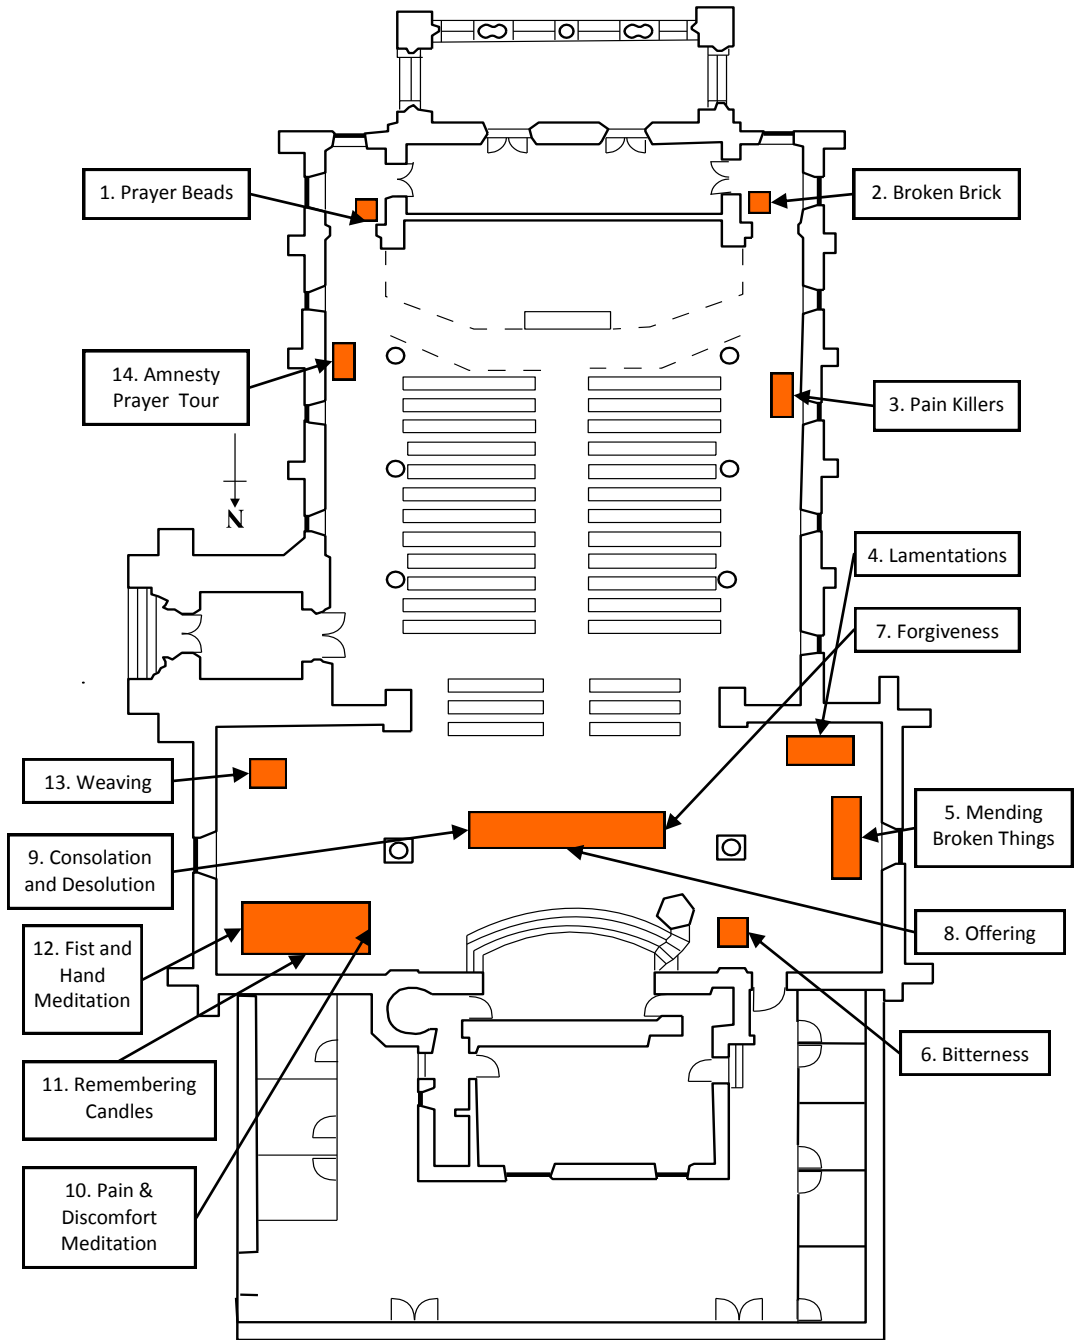 1. Prayer Beads
2. Broken Brick
14. Amnesty
Prayer Tour
3. Pain Killers
N
4. Lamentations
7. Forgiveness
13. Weaving
5. Mending
Broken Things
9. Consolation
and Desolution
8. Offering
12. Fist and
Hand
Meditation
6. Bitterness
11. Remembering
Candles
10. Pain &
Discomfort
Meditation